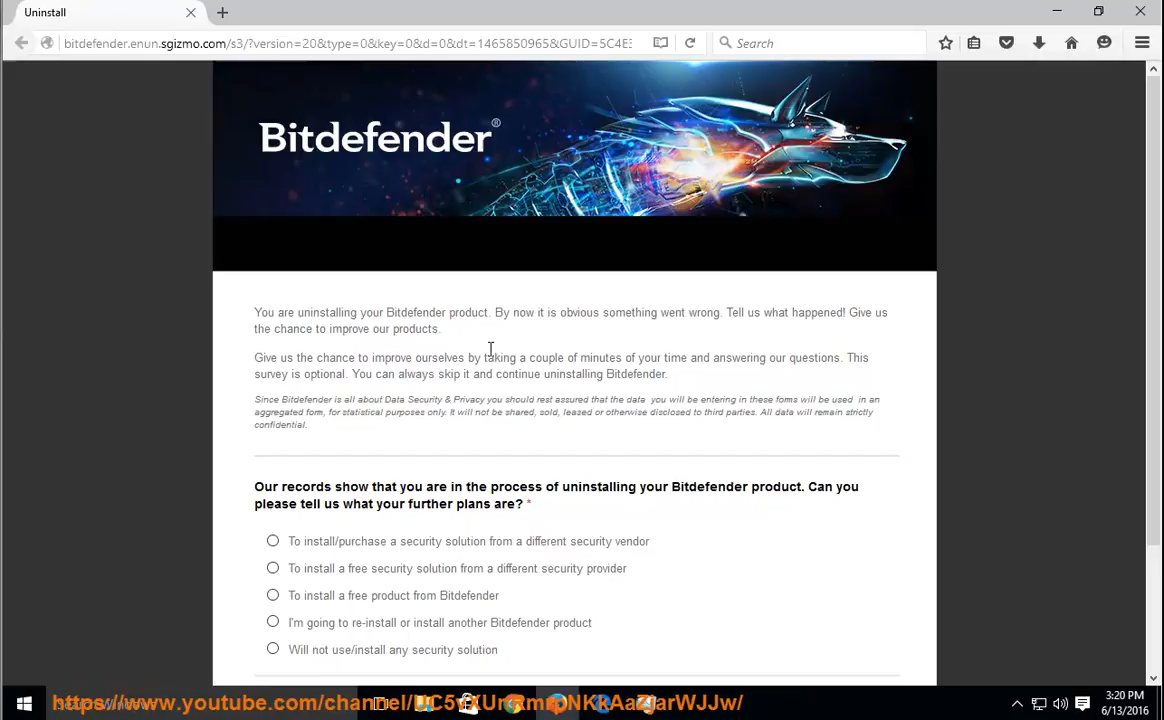 Uninstall
bitdefender.enun.sgizmo.com/s3/?version=20&type=0&key=0&d=0&dt=1465850965&GUID=5C4E3
Search
Bitdefender®
You are uninstalling your Bitdefender product. By now it is obvious something went wrong. Tell us what happened! Give us
the chance to improve our products.
Give us the chance to improve ourselves by taking a couple of minutes of your time and answering our questions. This
survey is optional. You can always skip it and continue uninstalling Bitdefender.
Since Bitdefender is all about Data Security & Privacy you should rest assured that the data you will be entering in these forms will be used in an
aggregated form, for statistical purposes only. It will not be shared, sold, leased or otherwise disclosed to third parties. All data will remain strictly
confidential.
Our records show that you are in the process of uninstalling your Bitdefender product. Can you
please tell us what your further plans are? *
To install/purchase a security solution from a different security vendor
To install a free security solution from a different security provider
To install a free product from Bitdefender
I'm going to re-install or install another Bitdefender product
Will not use/install any security solution
3:20 PM
6/13/2016